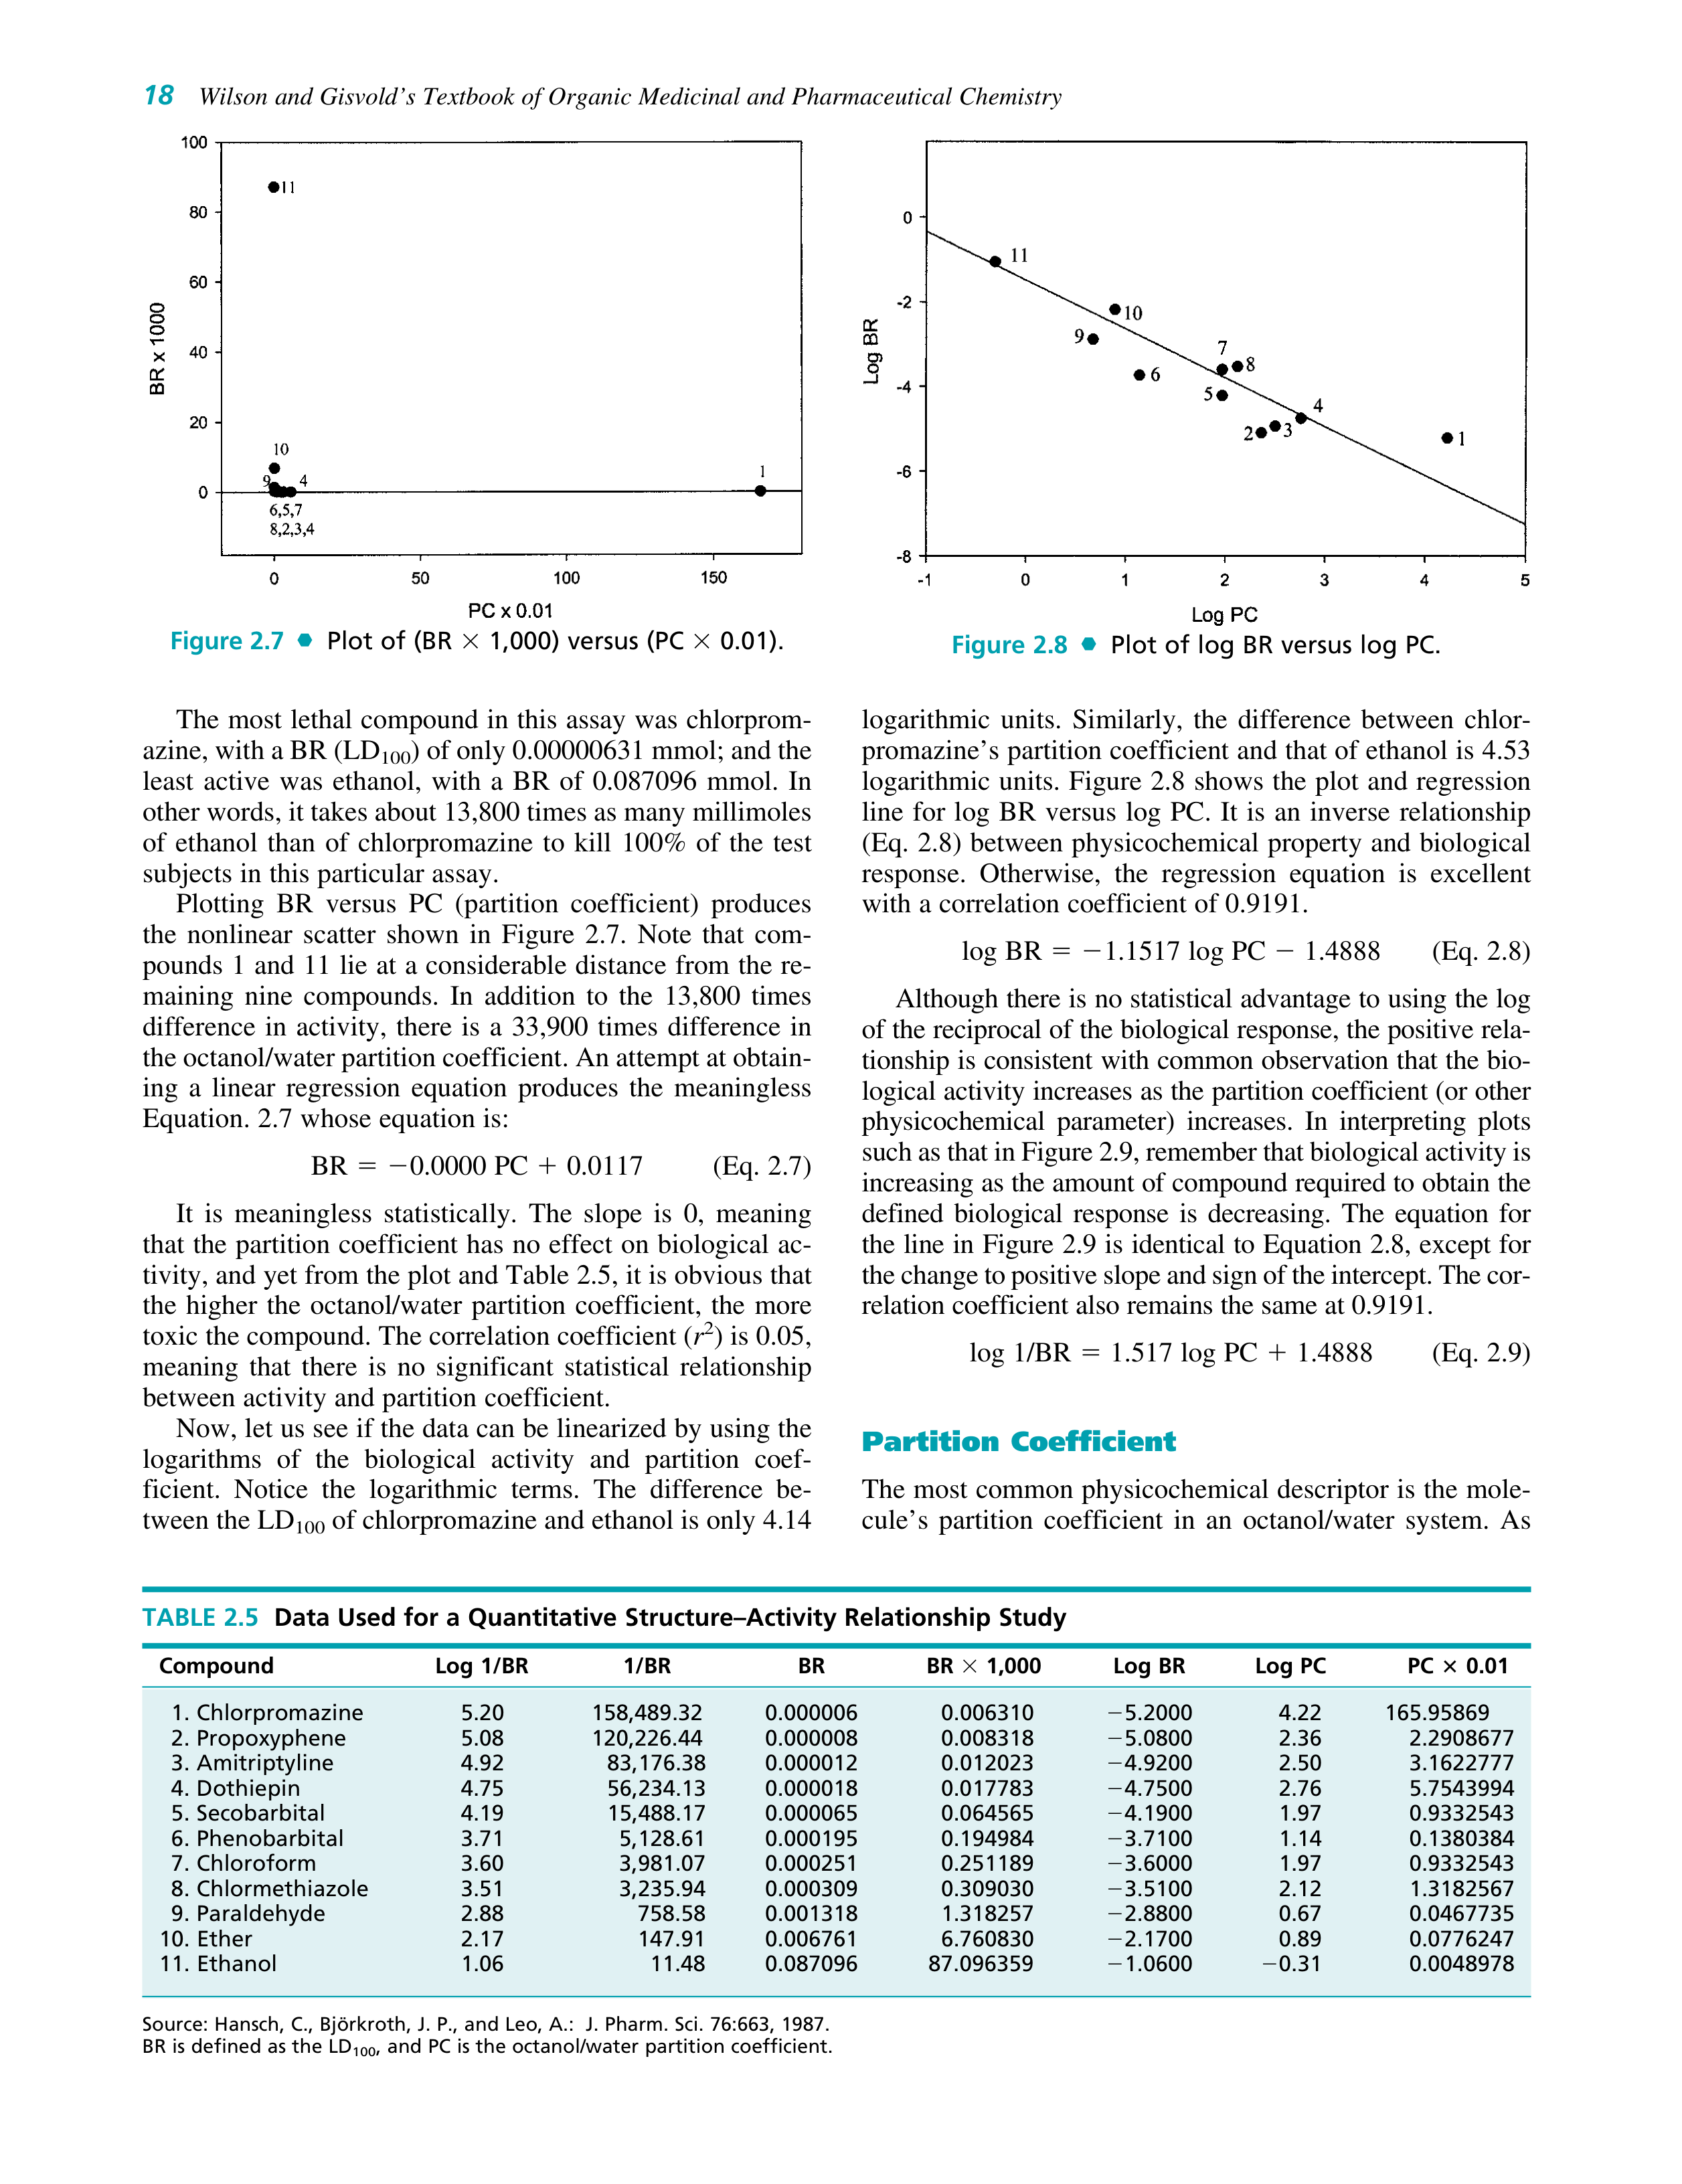 18 Wilson and Gisvold's Textbook of Organic Medicinal and Pharmaceutical Chemistry
100
80
60
40
20
0
BR x 1000
11
10
9
4
6,5,7
8,2,3,4
1
0 50 100 150
PC x 0.01
Figure 2.7 ● Plot of (BR × 1,000) versus (PC × 0.01).
0
-2
-4
-6
-8
Log BR
11
10
9
6
7
8
5
4
2
3
1
-1 0 1 2 3 4 5
Log PC
Figure 2.8 ● Plot of log BR versus log PC.
The most lethal compound in this assay was chlorprom-
azine, with a BR (LD100) of only 0.00000631 mmol; and the
least active was ethanol, with a BR of 0.087096 mmol. In
other words, it takes about 13,800 times as many millimoles
of ethanol than of chlorpromazine to kill 100% of the test
subjects in this particular assay.
Plotting BR versus PC (partition coefficient) produces
the nonlinear scatter shown in Figure 2.7. Note that com-
pounds 1 and 11 lie at a considerable distance from the re-
maining nine compounds. In addition to the 13,800 times
difference in activity, there is a 33,900 times difference in
the octanol/water partition coefficient. An attempt at obtain-
ing a linear regression equation produces the meaningless
Equation. 2.7 whose equation is:
BR = −0.0000 PC + 0.0117 (Eq. 2.7)
It is meaningless statistically. The slope is 0, meaning
that the partition coefficient has no effect on biological ac-
tivity, and yet from the plot and Table 2.5, it is obvious that
the higher the octanol/water partition coefficient, the more
toxic the compound. The correlation coefficient (r²) is 0.05,
meaning that there is no significant statistical relationship
between activity and partition coefficient.
Now, let us see if the data can be linearized by using the
logarithms of the biological activity and partition coef-
ficient. Notice the logarithmic terms. The difference be-
tween the LD100 of chlorpromazine and ethanol is only 4.14
logarithmic units. Similarly, the difference between chlor-
promazine's partition coefficient and that of ethanol is 4.53
logarithmic units. Figure 2.8 shows the plot and regression
line for log BR versus log PC. It is an inverse relationship
(Eq. 2.8) between physicochemical property and biological
response. Otherwise, the regression equation is excellent
with a correlation coefficient of 0.9191.
log BR = −1.1517 log PC − 1.4888 (Eq. 2.8)
Although there is no statistical advantage to using the log
of the reciprocal of the biological response, the positive rela-
tionship is consistent with common observation that the bio-
logical activity increases as the partition coefficient (or other
physicochemical parameter) increases. In interpreting plots
such as that in Figure 2.9, remember that biological activity is
increasing as the amount of compound required to obtain the
defined biological response is decreasing. The equation for
the line in Figure 2.9 is identical to Equation 2.8, except for
the change to positive slope and sign of the intercept. The cor-
relation coefficient also remains the same at 0.9191.
log 1/BR = 1.517 log PC + 1.4888 (Eq. 2.9)
Partition Coefficient
The most common physicochemical descriptor is the mole-
cule's partition coefficient in an octanol/water system. As
TABLE 2.5 Data Used for a Quantitative Structure–Activity Relationship Study
Compound Log 1/BR 1/BR BR BR × 1,000 Log BR Log PC PC × 0.01
1. Chlorpromazine 5.20 158,489.32 0.000006 0.006310 −5.2000 4.22 165.95869
2. Propoxyphene 5.08 120,226.44 0.000008 0.008318 −5.0800 2.36 2.2908677
3. Amitriptyline 4.92 83,176.38 0.000012 0.012023 −4.9200 2.50 3.1622777
4. Dothiepin 4.75 56,234.13 0.000018 0.017783 −4.7500 2.76 5.7543994
5. Secobarbital 4.19 15,488.17 0.000065 0.064565 −4.1900 1.97 0.9332543
6. Phenobarbital 3.71 5,128.61 0.000195 0.194984 −3.7100 1.14 0.1380384
7. Chloroform 3.60 3,981.07 0.000251 0.251189 −3.6000 1.97 0.9332543
8. Chlormethiazole 3.51 3,235.94 0.000309 0.309030 −3.5100 2.12 1.3182567
9. Paraldehyde 2.88 758.58 0.001318 1.318257 −2.8800 0.67 0.0467735
10. Ether 2.17 147.91 0.006761 6.760830 −2.1700 0.89 0.0776247
11. Ethanol 1.06 11.48 0.087096 87.096359 −1.0600 −0.31 0.0048978
Source: Hansch, C., Björkroth, J. P., and Leo, A.: J. Pharm. Sci. 76:663, 1987.
BR is defined as the LD100, and PC is the octanol/water partition coefficient.